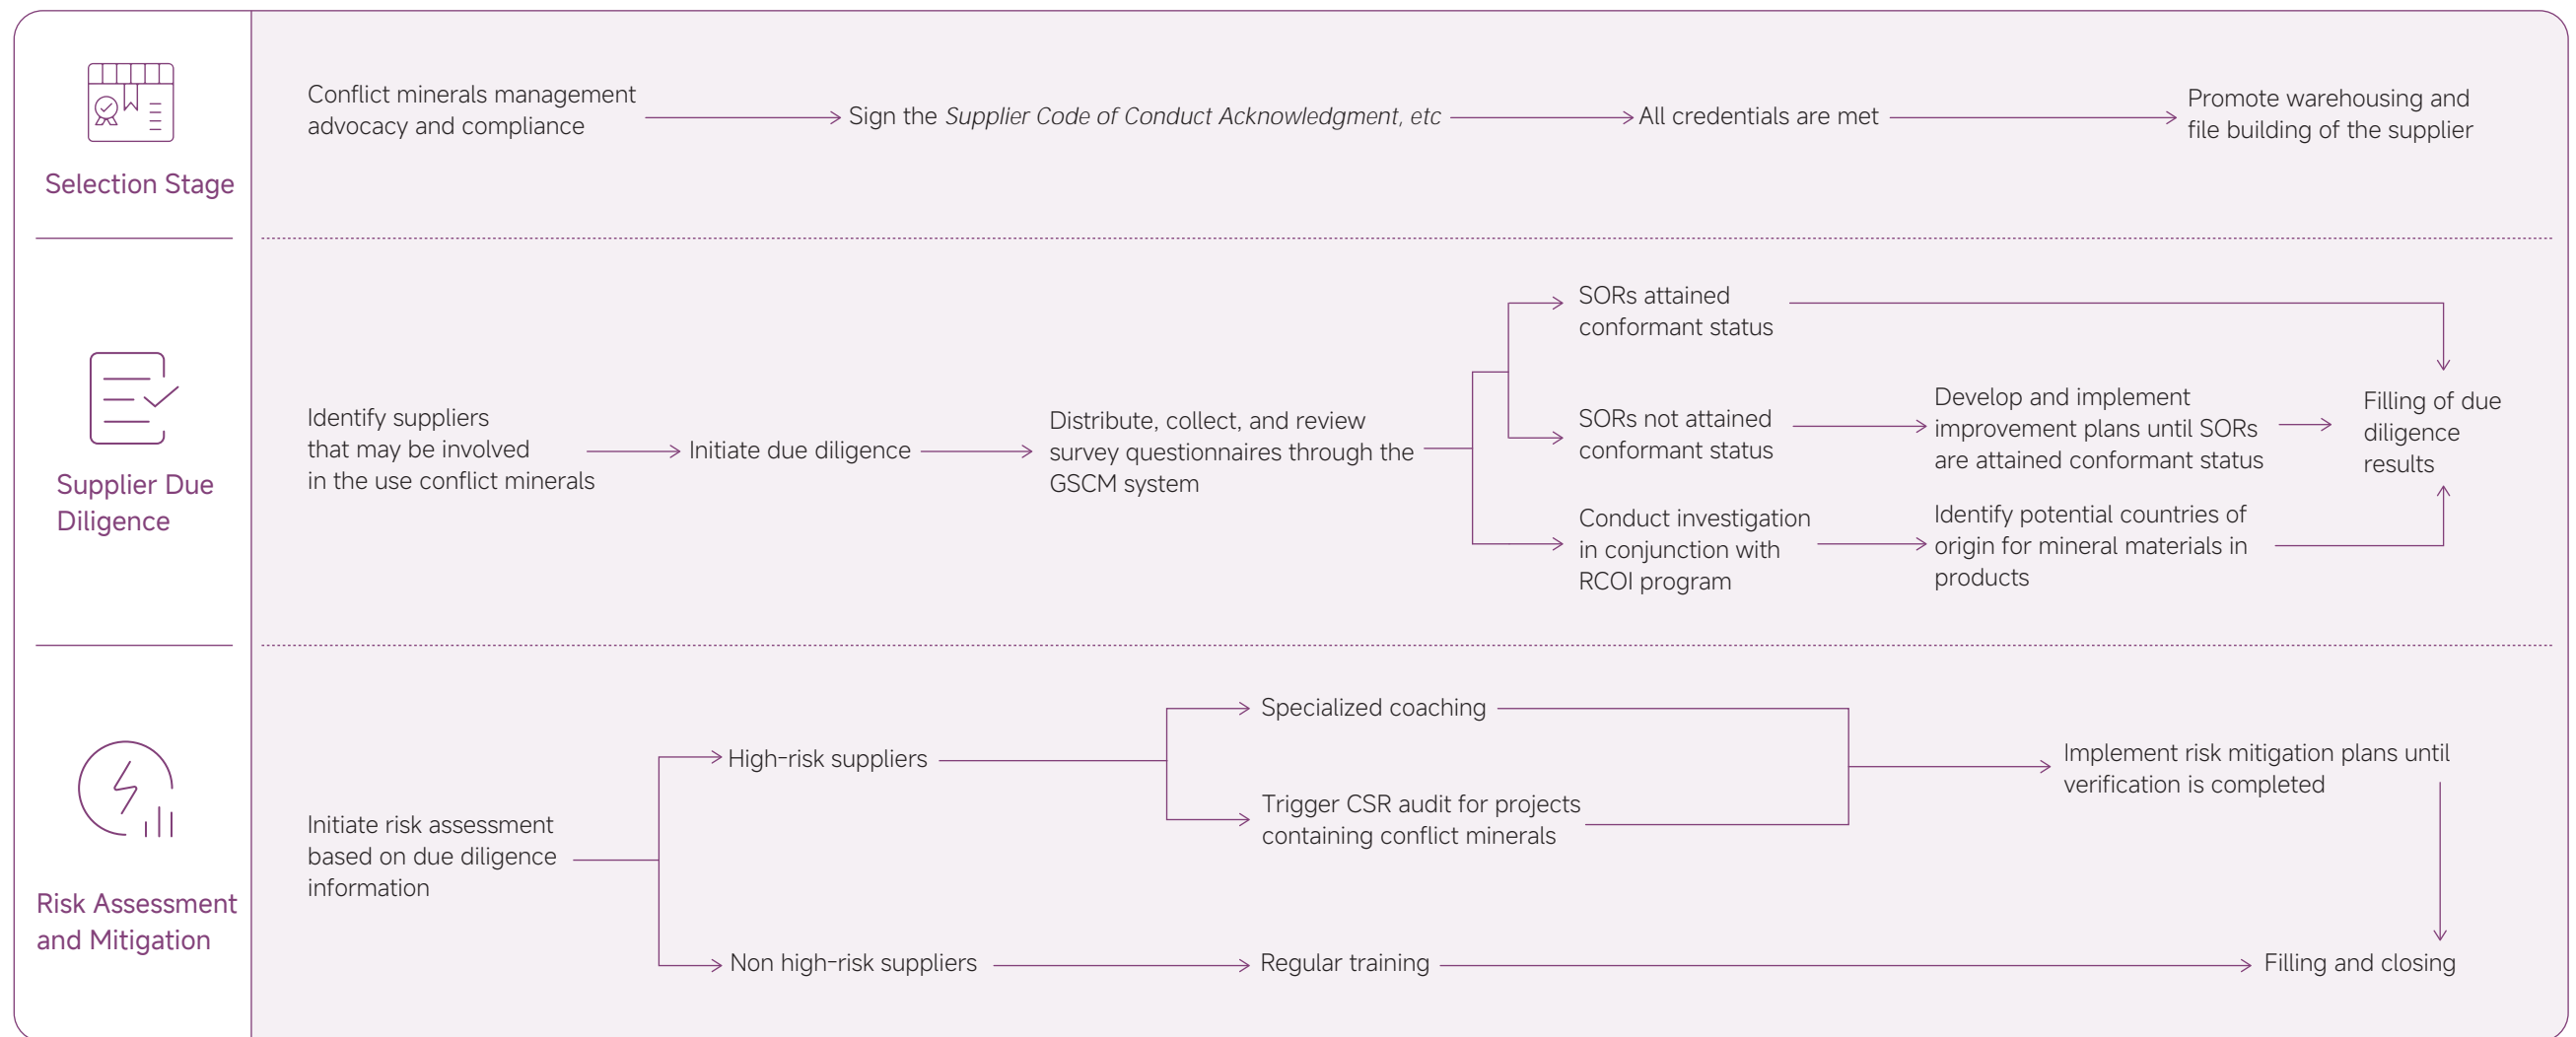 Selection Stage
Conflict minerals management
advocacy and compliance
Sign the Supplier Code of Conduct Acknowledgment, etc
All credentials are met
Promote warehousing and
file building of the supplier
Supplier Due
Diligence
Identify suppliers
that may be involved
in the use conflict minerals
Initiate due diligence
Distribute, collect, and review
survey questionnaires through the
GSCM system
SORs attained
conformant status
SORs not attained
conformant status
Develop and implement
improvement plans until SORs
are attained conformant status
Conduct investigation
in conjunction with
RCOI program
Identify potential countries of
origin for mineral materials in
products
Filling of due
diligence
results
Risk Assessment
and Mitigation
Initiate risk assessment
based on due diligence
information
High-risk suppliers
Specialized coaching
Trigger CSR audit for projects
containing conflict minerals
Implement risk mitigation plans until
verification is completed
Non high-risk suppliers
Regular training
Filling and closing